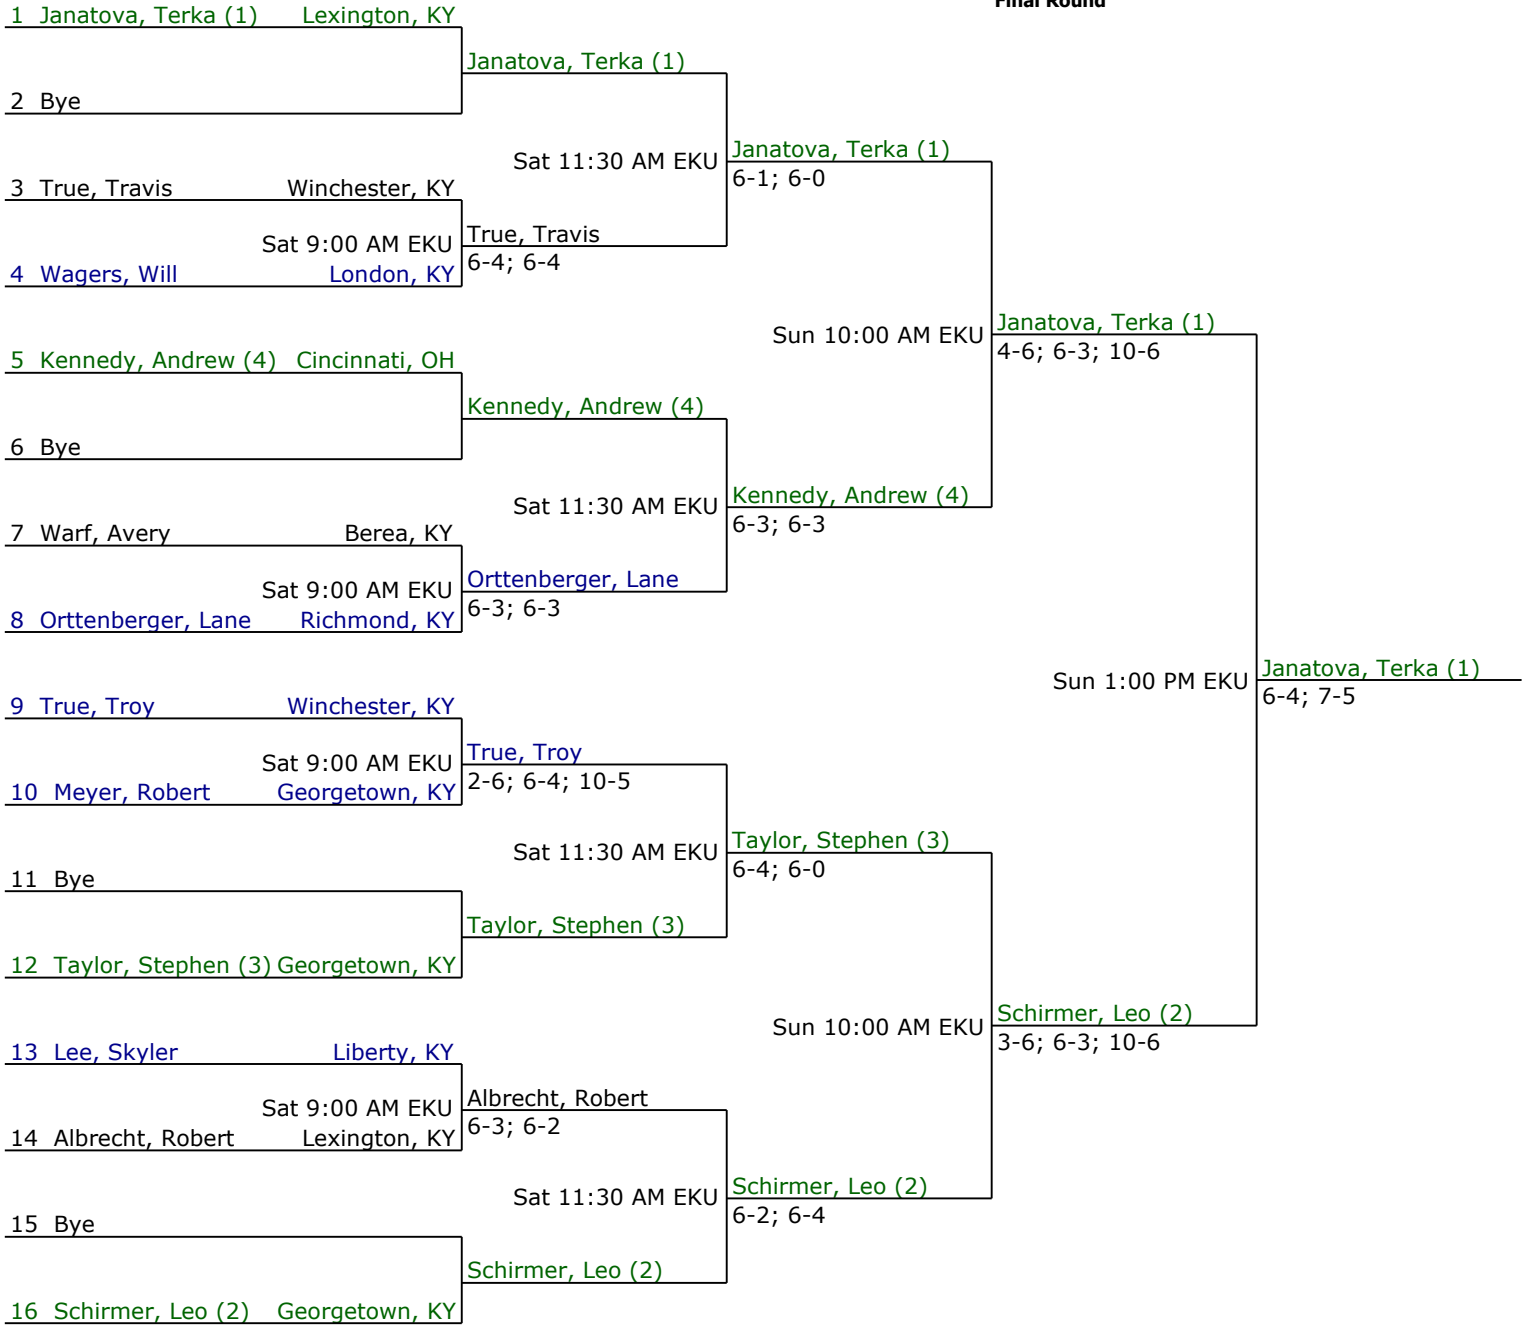 Final Round
1 Janatova, Terka (1) Lexington, KY
Janatova, Terka (1)
2 Bye
Sat 11:30 AM EKU
Janatova, Terka (1)
6-1; 6-0
3 True, Travis Winchester, KY
Sat 9:00 AM EKU
True, Travis
6-4; 6-4
4 Wagers, Will London, KY
Sun 10:00 AM EKU
Janatova, Terka (1)
4-6; 6-3; 10-6
5 Kennedy, Andrew (4) Cincinnati, OH
Kennedy, Andrew (4)
6 Bye
Sat 11:30 AM EKU
Kennedy, Andrew (4)
6-3; 6-3
7 Warf, Avery Berea, KY
Sat 9:00 AM EKU
Orttenberger, Lane
6-3; 6-3
8 Orttenberger, Lane Richmond, KY
Sun 1:00 PM EKU
Janatova, Terka (1)
6-4; 7-5
9 True, Troy Winchester, KY
Sat 9:00 AM EKU
True, Troy
2-6; 6-4; 10-5
10 Meyer, Robert Georgetown, KY
Sat 11:30 AM EKU
Taylor, Stephen (3)
6-4; 6-0
11 Bye
Taylor, Stephen (3)
12 Taylor, Stephen (3) Georgetown, KY
Sun 10:00 AM EKU
Schirmer, Leo (2)
3-6; 6-3; 10-6
13 Lee, Skyler Liberty, KY
Sat 9:00 AM EKU
Albrecht, Robert
6-3; 6-2
14 Albrecht, Robert Lexington, KY
Sat 11:30 AM EKU
Schirmer, Leo (2)
6-2; 6-4
15 Bye
Schirmer, Leo (2)
16 Schirmer, Leo (2) Georgetown, KY